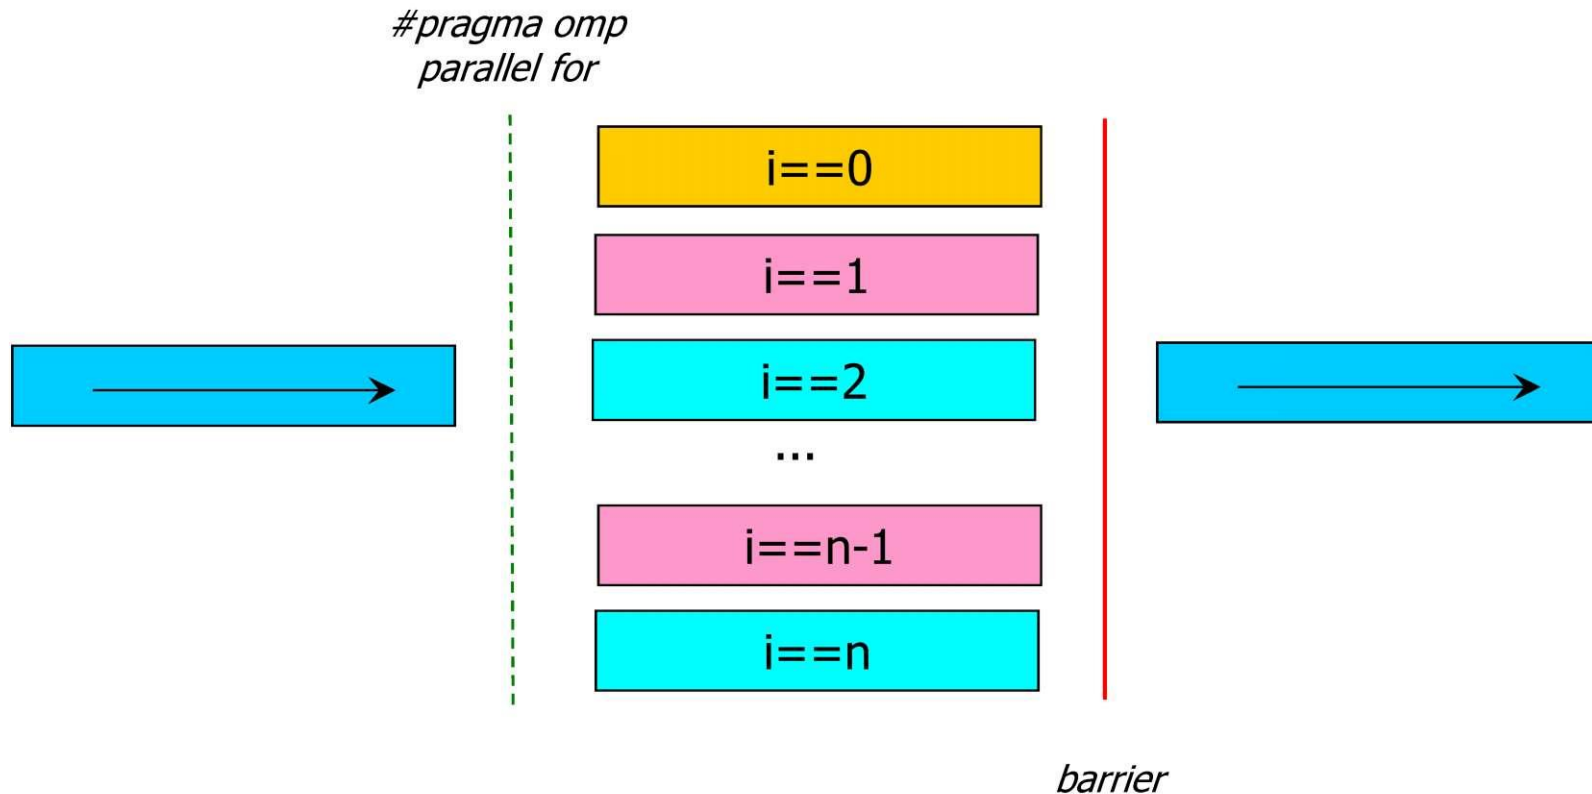 #pragma omp
parallel for
i==0
i==1
i==2
...
i==n-1
i==n
barrier